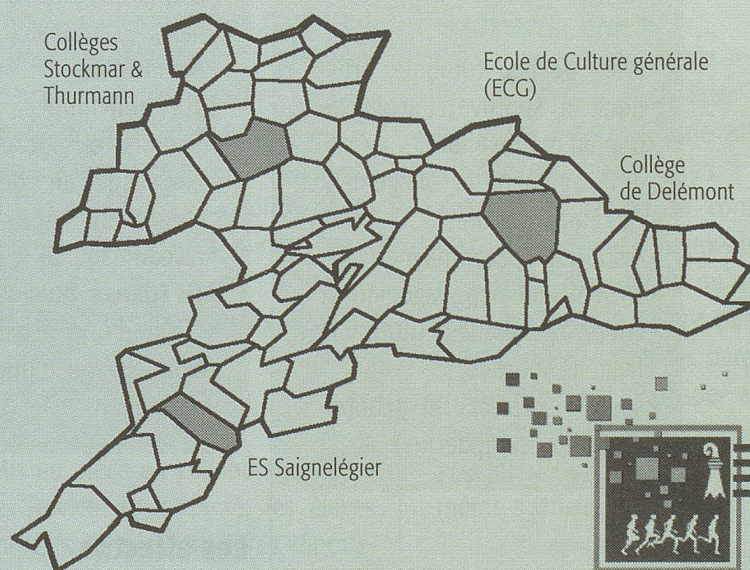 Collèges
Stockmar &
Thurmann
Ecole de Culture générale
(ECG)
Collège
de Delémont
ES Saignelégier